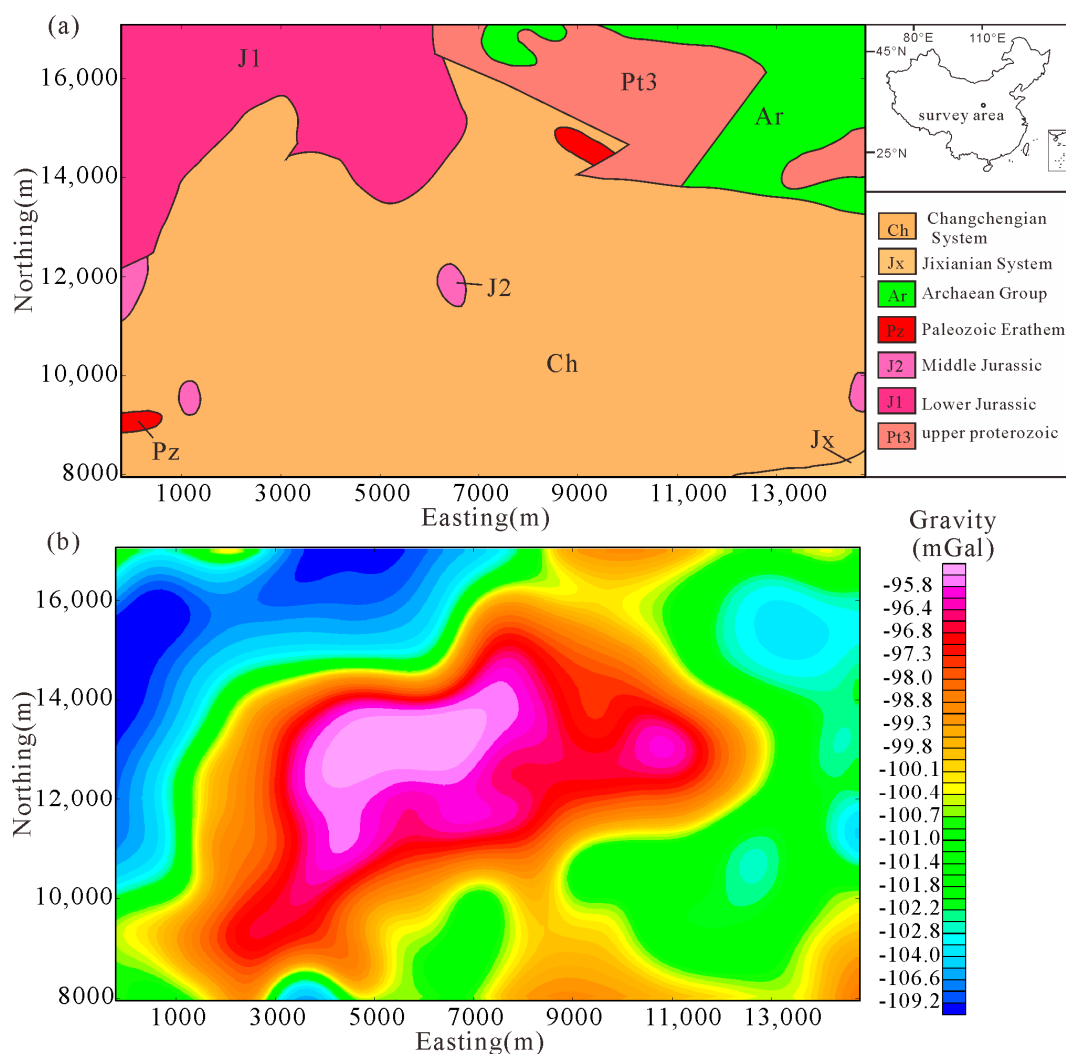 (a)
Northing(m)
16,000
14,000
12,000
10,000
8000
J1
Pt3
Ar
J2
Ch
Pz
Jx
1000 3000 5000 7000 9000 11,000 13,000
Easting(m)
80°E 110°E
45°N
survey area
25°N
Ch Changchengian
System
Jx Jixianian System
Ar Archaean Group
Pz Paleozoic Erathem
J2 Middle Jurassic
J1 Lower Jurassic
Pt3 upper proterozoic
(b)
Northing(m)
16,000
14,000
12,000
10,000
8000
1000 3000 5000 7000 9000 11,000 13,000
Easting(m)
Gravity
(mGal)
-95.8
-96.4
-96.8
-97.3
-98.0
-98.8
-99.3
-99.8
-100.1
-100.4
-100.7
-101.0
-101.4
-101.8
-102.2
-102.8
-104.0
-106.6
-109.2